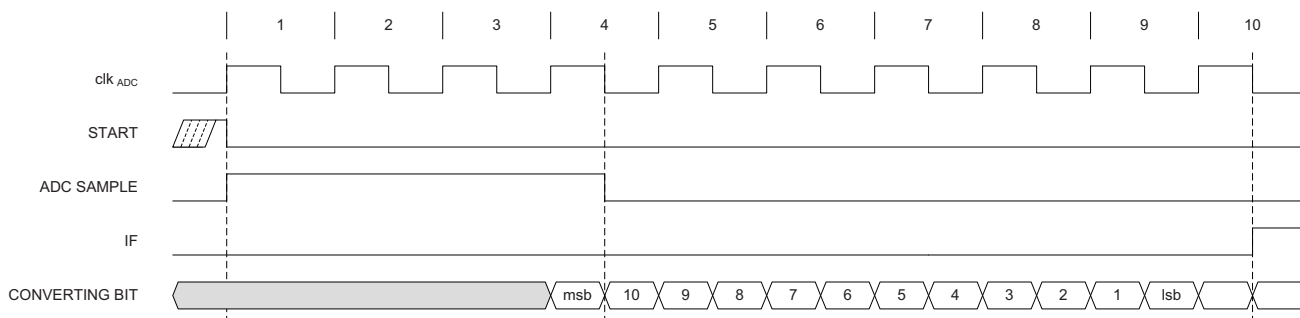 1 2 3 4 5 6 7 8 9 10
clk ADC
START
ADC SAMPLE
IF
CONVERTING BIT msb 10 9 8 7 6 5 4 3 2 1 lsb